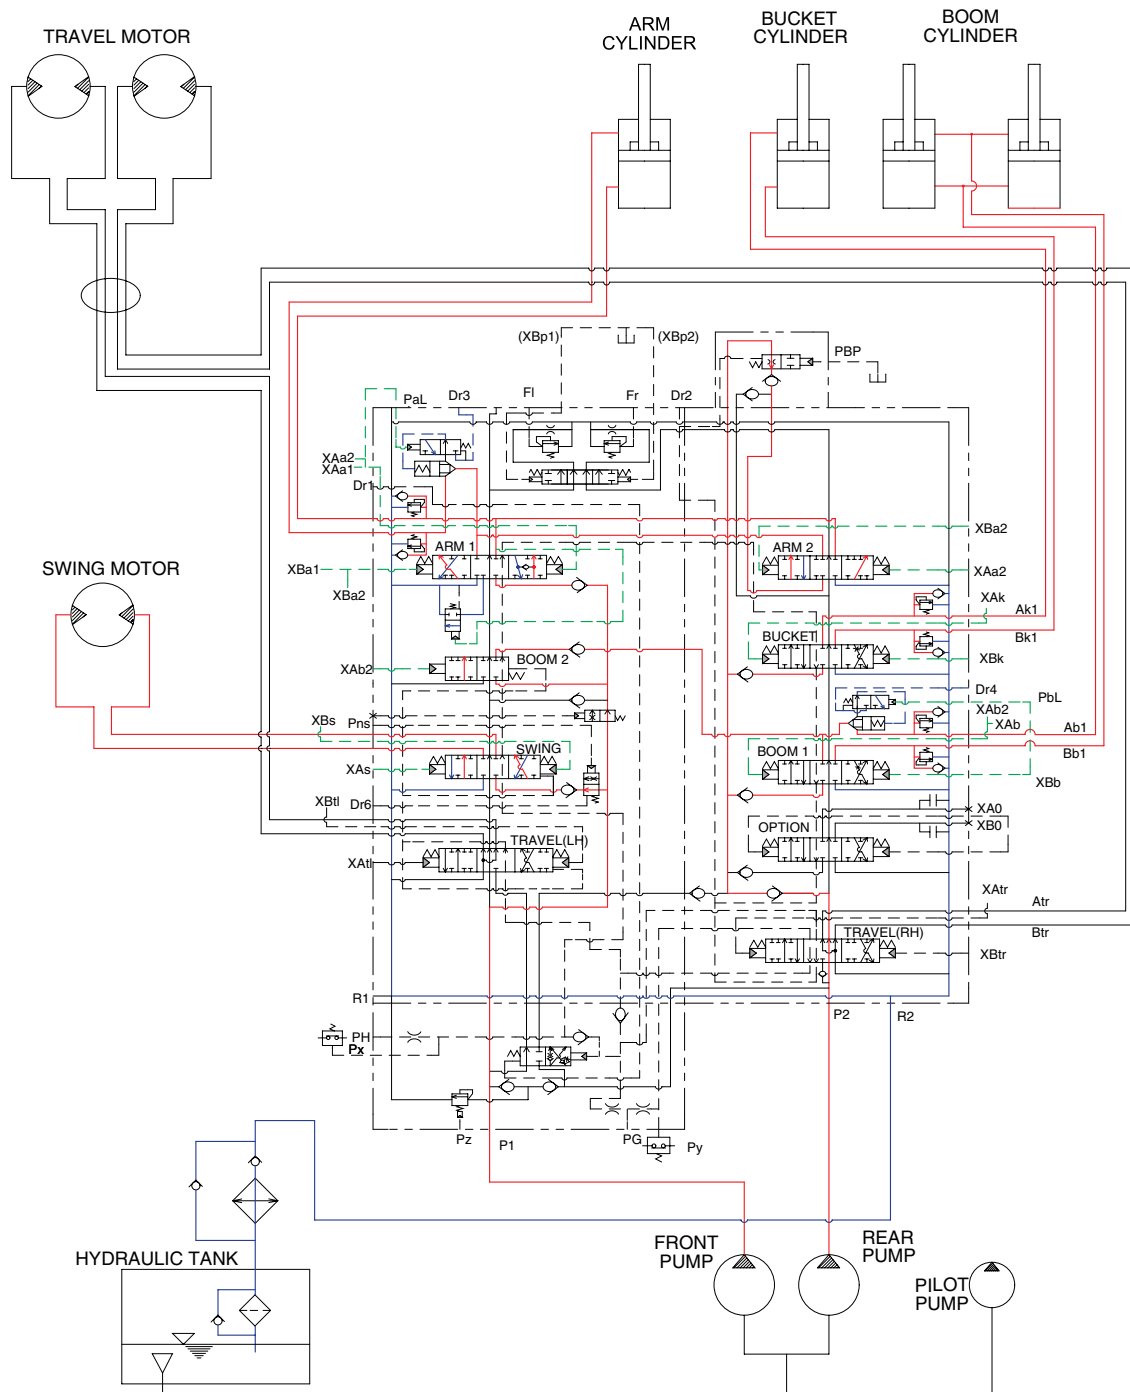 TRAVEL MOTOR
ARM
CYLINDER
BUCKET
CYLINDER
BOOM
CYLINDER
(XBp1)
(XBp2)
PBP
PaL
Dr3
Fl
Fr
Dr2
XAa2
XAa1
Dr1
ARM 1
ARM 2
XBa2
XBa1
XBa2
XAa2
SWING MOTOR
XAk
Ak1
BUCKET
Bk1
XAb2
BOOM 2
XBk
Dr4
PbL
XBs
Pns
XAb2
XAb
Ab1
SWING
BOOM 1
Bb1
XAs
XBb
XBtl
Dr6
XA0
XB0
OPTION
TRAVEL(LH)
XAtl
XAtr
Atr
TRAVEL(RH)
Btr
XBtr
R1
P2
R2
PH
Px
Pz
P1
PG
Py
FRONT
PUMP
REAR
PUMP
HYDRAULIC TANK
PILOT
PUMP